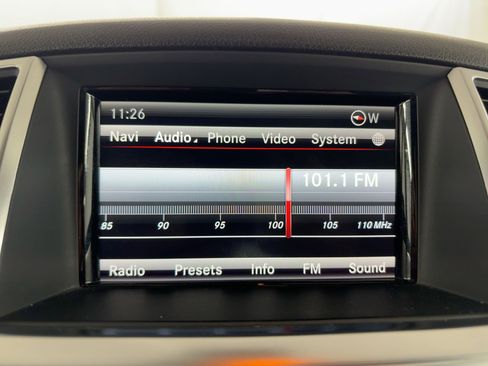 11:26 W
Navi Audio Phone Video System
101.1 FM
85 90 95 100 105 110 MHz
Radio Presets Info FM Sound